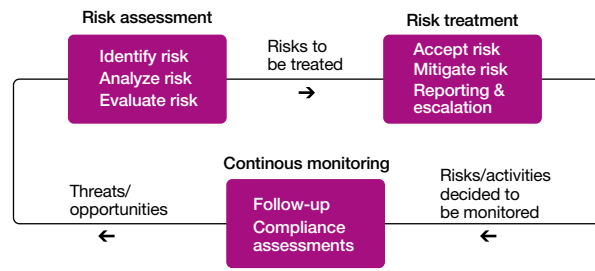 Risk assessment
Identify risk
Analyze risk
Evaluate risk
Risks to
be treated
→
Risk treatment
Accept risk
Mitigate risk
Reporting &
escalation
Risks/activities
decided to
be monitored
←
Continous monitoring
Follow-up
Compliance
assessments
Threats/
opportunities
←